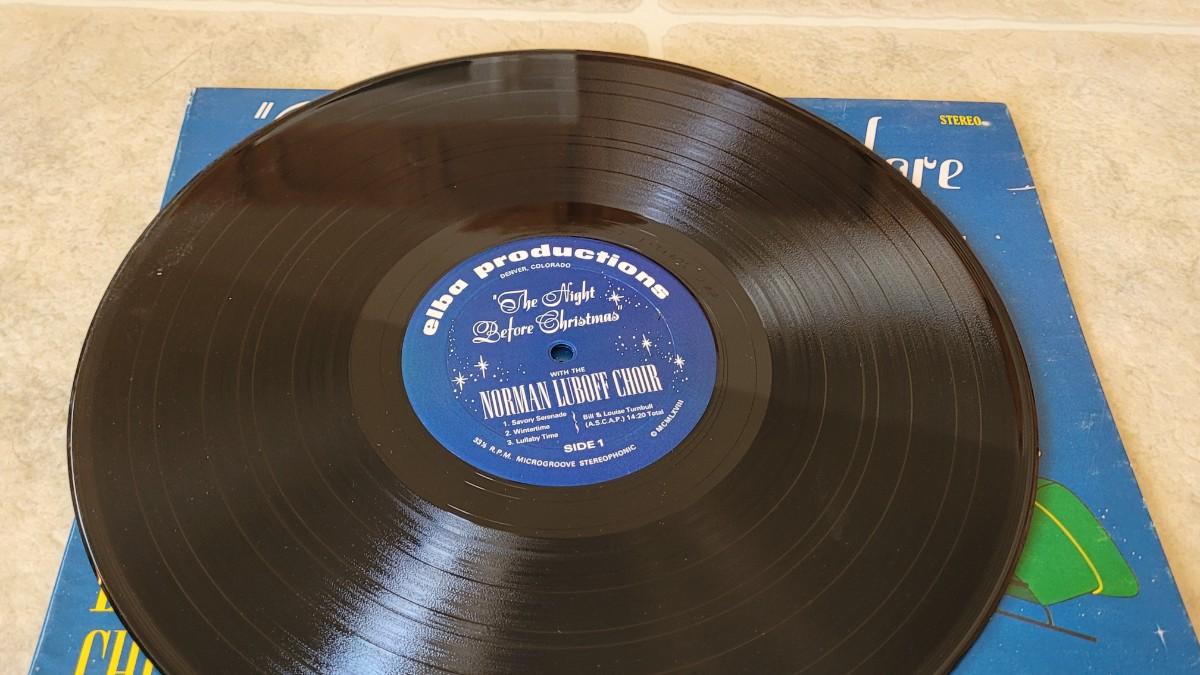 STEREO
elba productions
DENVER, COLORADO
"The Night
Before Christmas"
WITH THE
NORMAN LUBOFF CHOIR
1. Savory Serenade
2. Wintertime
3. Lullaby Time
Bill & Louise Turnbull
(A.S.C.A.P.) 14:20 Total
SIDE 1
© MCMLXVIII
33⅓ R.P.M. MICROGROOVE STEREOPHONIC